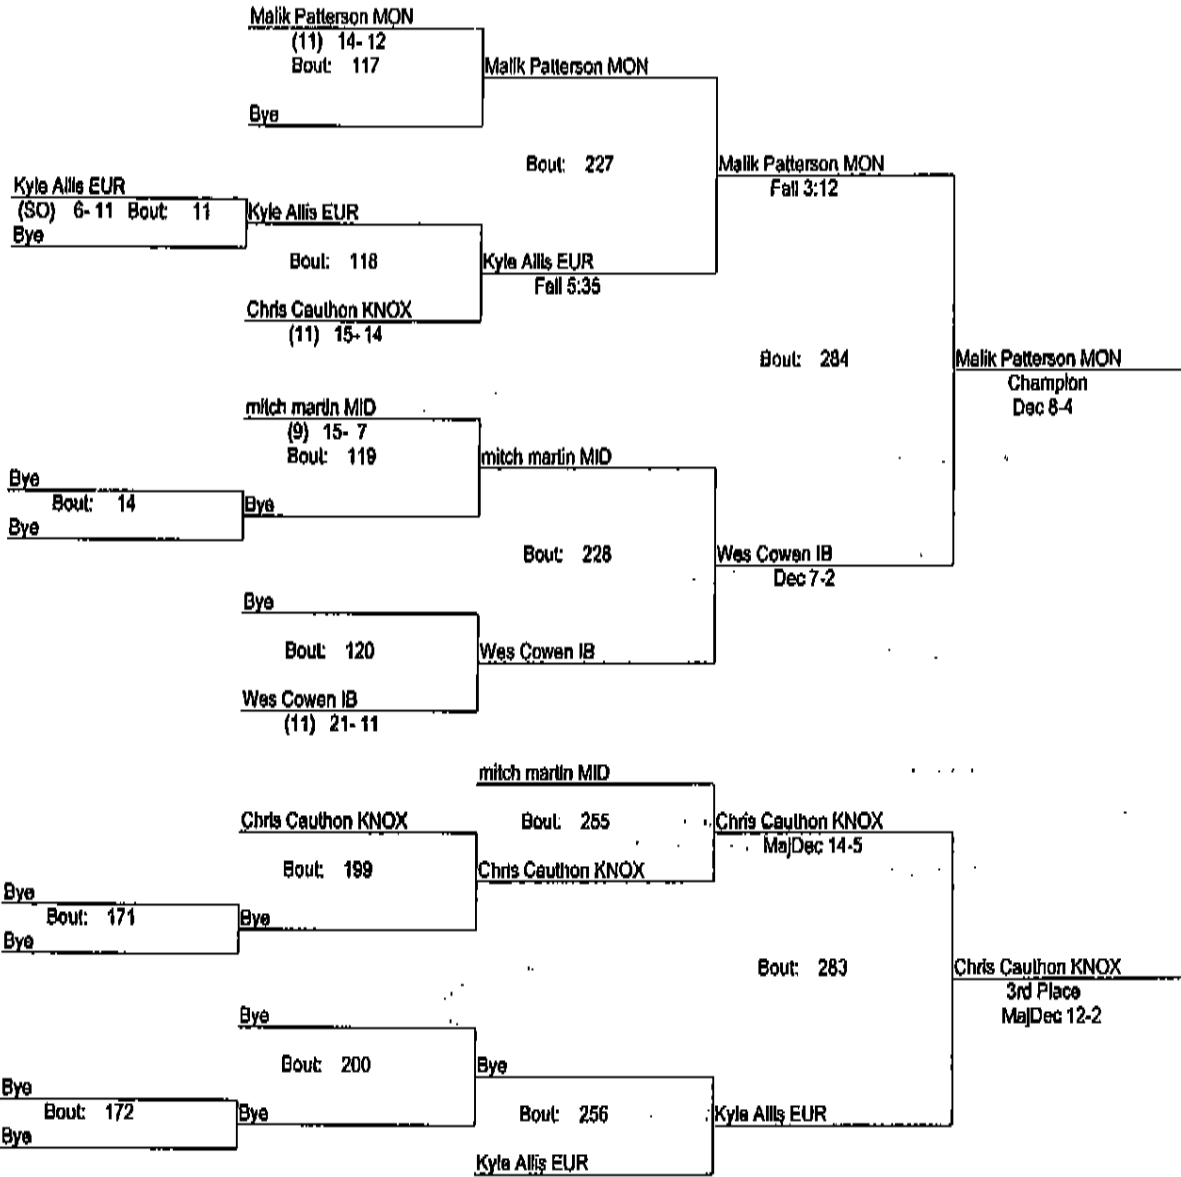 Malik Patterson MON
(11) 14- 12
Bout: 117
Malik Patterson MON
Bye
Bout: 227
Malik Patterson MON
Fall 3:12
Kyle Allis EUR
(SO) 6- 11 Bout: 11
Bye
Kyle Allis EUR
Bout: 118
Kyle Allis EUR
Fall 5:35
Chris Cauthon KNOX
(11) 15- 14
Bout: 284
Malik Patterson MON
Champion
Dec 8-4
mitch martin MID
(9) 15- 7
Bout: 119
mitch martin MID
Bye
Bout: 14
Bye
Bye
Bout: 228
Wes Cowen IB
Dec 7-2
Bye
Bout: 120
Wes Cowen IB
Wes Cowen IB
(11) 21- 11
mitch martin MID
Bout: 255
Chris Cauthon KNOX
MajDec 14-5
Chris Cauthon KNOX
Bout: 199
Chris Cauthon KNOX
Bye
Bout: 171
Bye
Bye
Bout: 283
Chris Cauthon KNOX
3rd Place
MajDec 12-2
Bye
Bout: 200
Bye
Bye
Bout: 172
Bye
Bye
Bout: 256
Kyle Allis EUR
Kyle Allis EUR